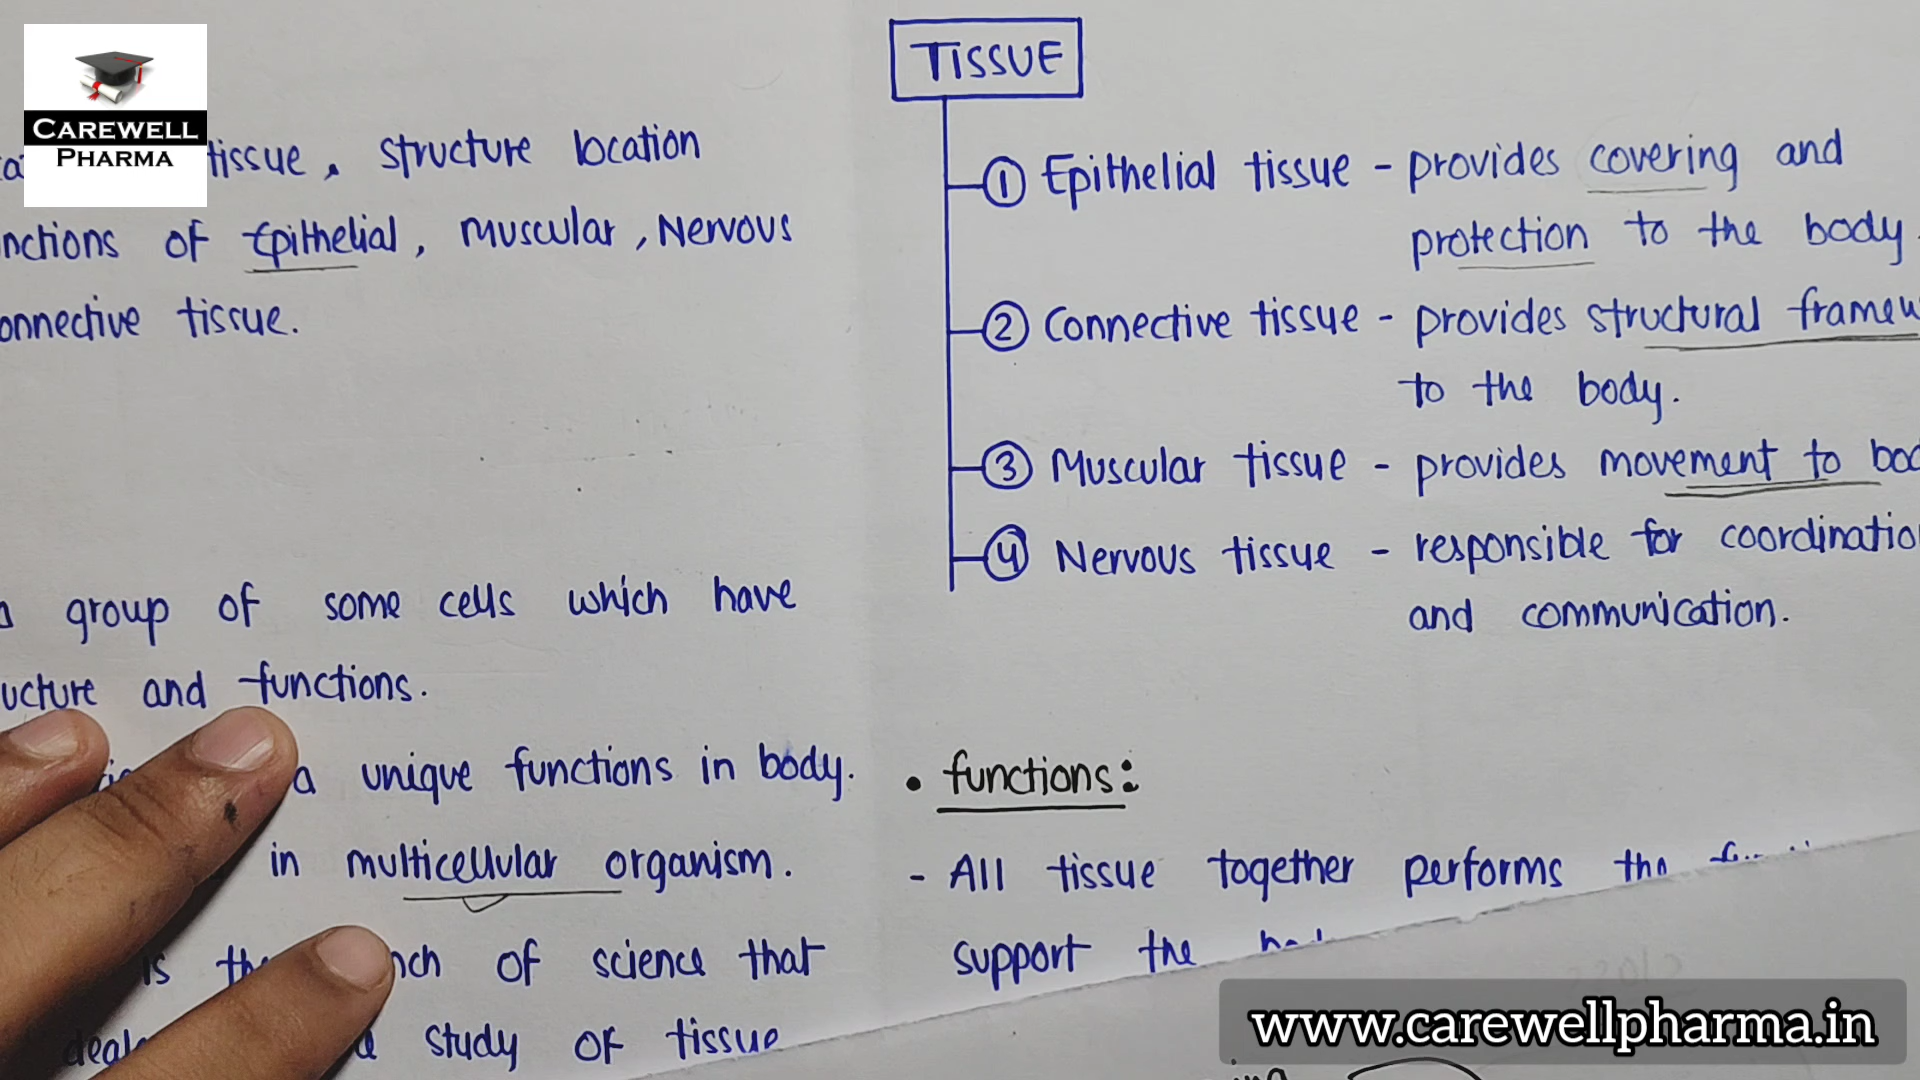 CAREWELL
PHARMA
tissue, structure location
nctions of Epithelial, Muscular, Nervous
onnective tissue.
a group of some cells which have
ucture and functions.
a unique functions in body.
in multicellular organism.
is the nch of science that
study of tissue
TISSUE
① Epithelial tissue - provides covering and
protection to the body.
② Connective tissue - provides structural framew
to the body.
③ Muscular tissue - provides movement to bod
④ Nervous tissue - responsible for coordinatio
and communication.
• functions:
- All tissue together performs the
support the
www.carewellpharma.in